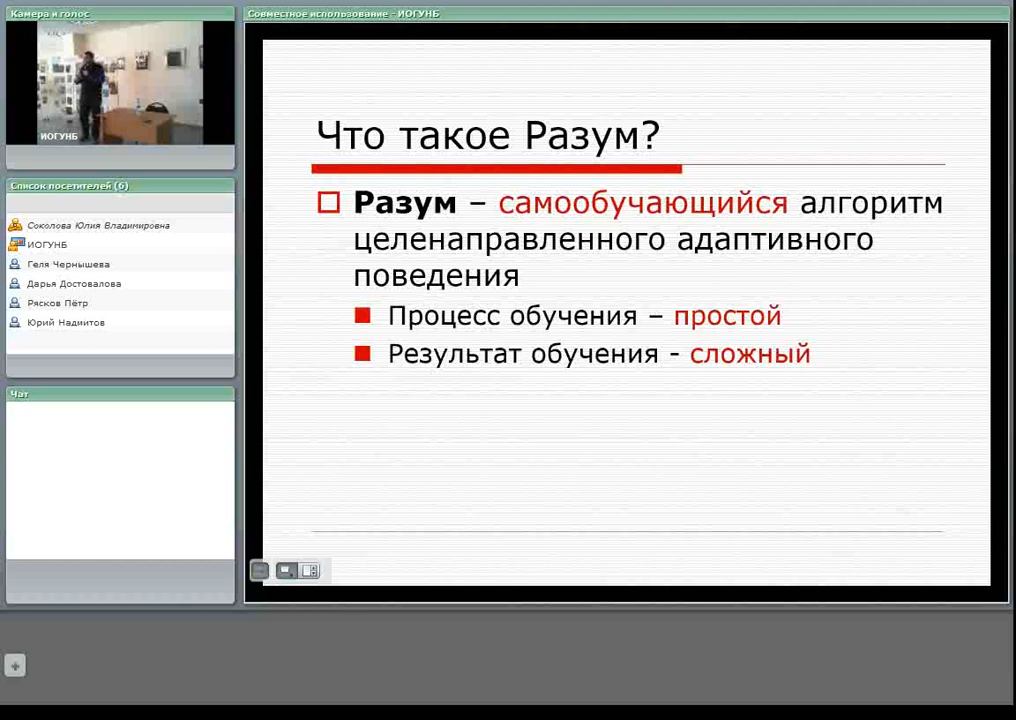 Камера и голос
ИОГУНБ
Список посетителей (6)
Соколова Юлия Владимировна
ИОГУНБ
Геля Чернышева
Дарья Достовалова
Рясков Пётр
Юрий Надмитов
Чат
Совместное использование - ИОГУНБ
Что такое Разум?
Разум – самообучающийся алгоритм
целенаправленного адаптивного
поведения
Процесс обучения – простой
Результат обучения - сложный